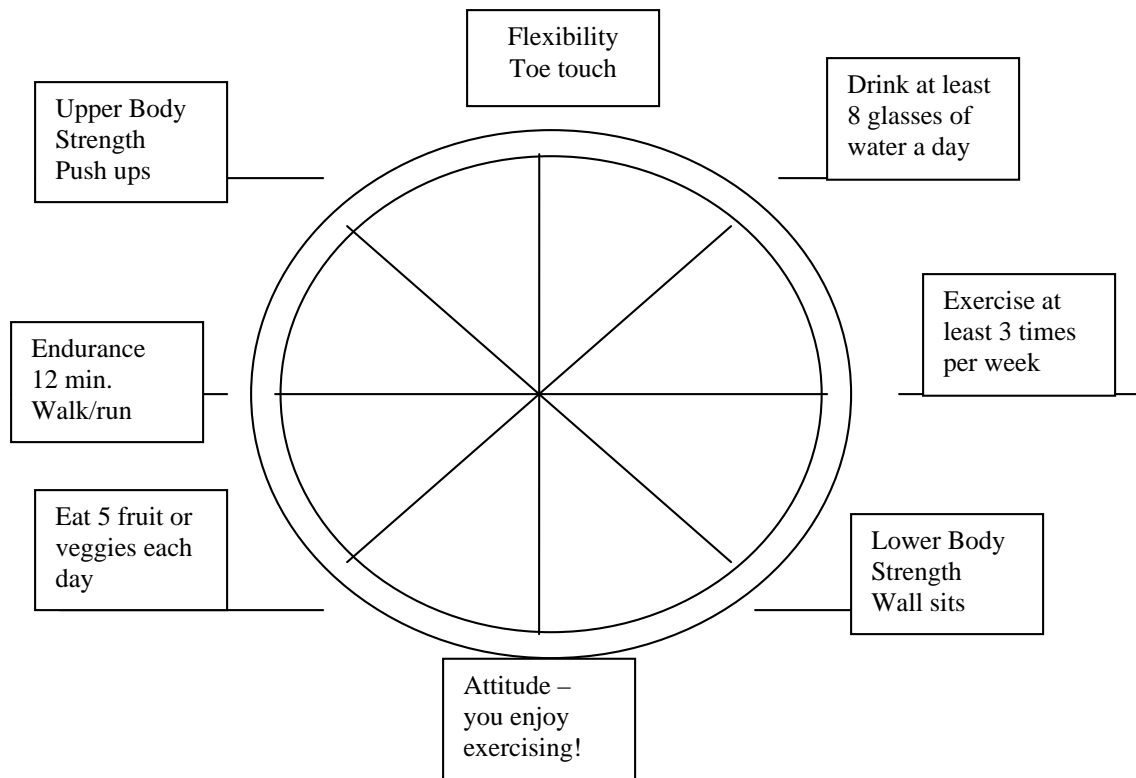 Flexibility
Toe touch
Upper Body
Strength
Push ups
Drink at least
8 glasses of
water a day
Exercise at
least 3 times
per week
Endurance
12 min.
Walk/run
Eat 5 fruit or
veggies each
day
Lower Body
Strength
Wall sits
Attitude –
you enjoy
exercising!